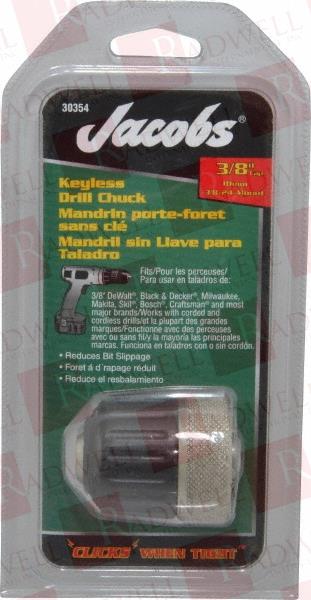 30354
Jacobs®
3/8" Cap.
10mm
3/8-24 Mount
Keyless
Drill Chuck
Mandrin porte-foret
sans clé
Mandril sin Llave para
Taladro
Fits/Pour les perceuses/
Para usar en taladros de:
3/8" DeWalt®, Black & Decker®, Milwaukee,
Makita, Skil®, Bosch®, Craftsman® and most
major brands/Works with corded and
cordless drills/et la plupart des grandes
marques/Fonctionne avec des perceuses
avec ou sans fil/y la mayoría las principales
marcas. Funciona en taladros con o sin cordón.
• Reduces Bit Slippage
• Foret á d´rapage réduit
• Reduce el resbalamiento
CLICKS WHEN TIGHT™
RADWELL